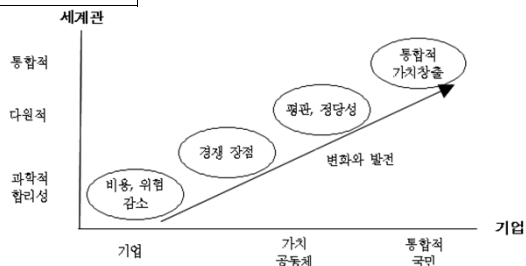 세계관
통합적
통합적
가치창출
다원적
평판, 정당성
경쟁 장점
변화와 발전
과학적
합리성
비용, 위험
감소
기업
기업
가치
공동체
통합적
국민